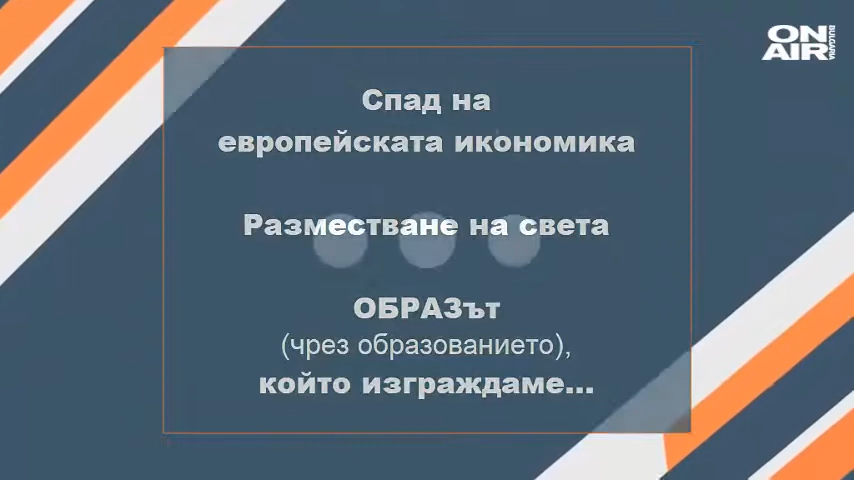 ON
AIR
BULGARIA
Спад на
европейската икономика
Разместване на света
ОБРАЗът
(чрез образованието),
който изграждаме...